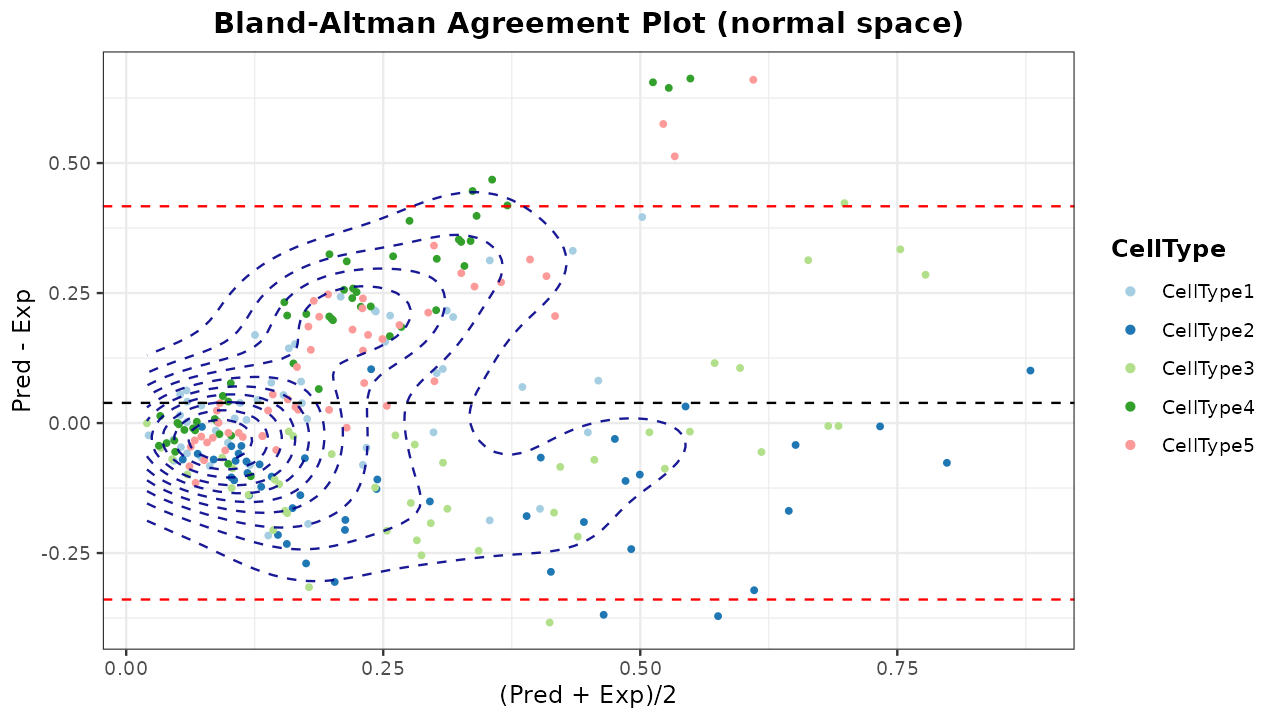 Bland-Altman Agreement Plot (normal space)
Pred - Exp
0.50
0.25
0.00
-0.25
0.00
0.25
0.50
0.75
(Pred + Exp)/2
CellType
CellType1
CellType2
CellType3
CellType4
CellType5